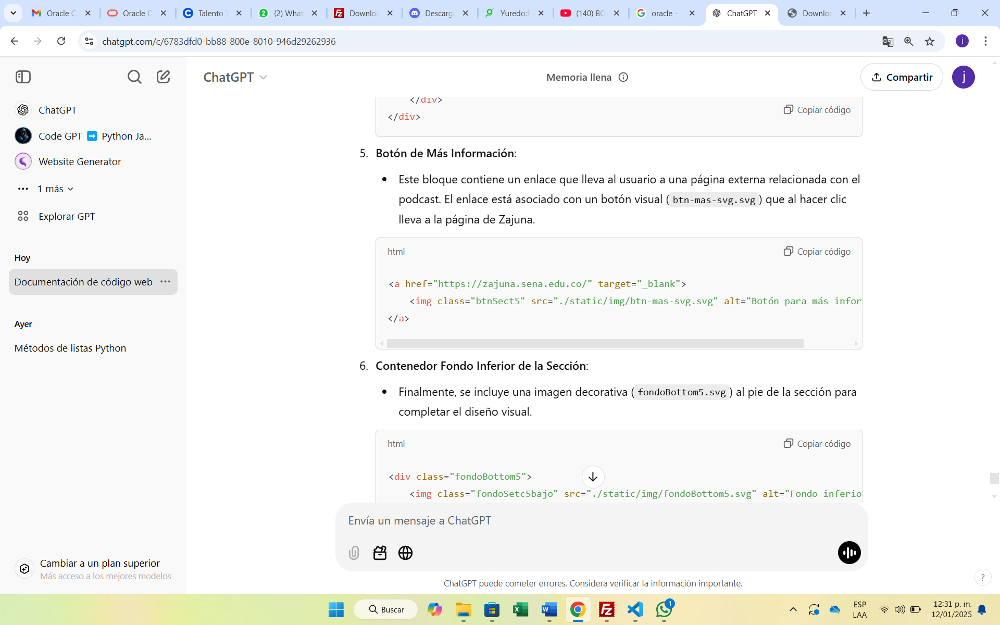 Oracle C
Oracle C
Talento T
(2) What
Downloa
Descarga
Yuredo:E
(140) BO
oracle -
ChatGPT
Downloa
chatgpt.com/c/6783dfd0-bb88-800e-8010-946d29262936
j
ChatGPT
Memoria llena
Compartir
j
ChatGPT
Code GPT ➡ Python Ja...
Website Generator
1 más
Explorar GPT
Hoy
Documentación de código web
Ayer
Métodos de listas Python
Cambiar a un plan superior
Más acceso a los mejores modelos
</div>
Copiar código
</div>
5. Botón de Más Información:
• Este bloque contiene un enlace que lleva al usuario a una página externa relacionada con el
podcast. El enlace está asociado con un botón visual ( btn-mas-svg.svg ) que al hacer clic
lleva a la página de Zajuna.
html
Copiar código
<a href="https://zajuna.sena.edu.co/" target="_blank">
<img class="btnSect5" src="./static/img/btn-mas-svg.svg" alt="Botón para más infor
</a>
6. Contenedor Fondo Inferior de la Sección:
• Finalmente, se incluye una imagen decorativa ( fondoBottom5.svg ) al pie de la sección para
completar el diseño visual.
html
Copiar código
<div class="fondoBottom5">
<img class="fondoSetc5bajo" src="./static/img/fondoBottom5.svg" alt="Fondo inferio
Envía un mensaje a ChatGPT
ChatGPT puede cometer errores. Considera verificar la información importante.
?
Buscar
1
ESP
LAA
12:31 p. m.
12/01/2025